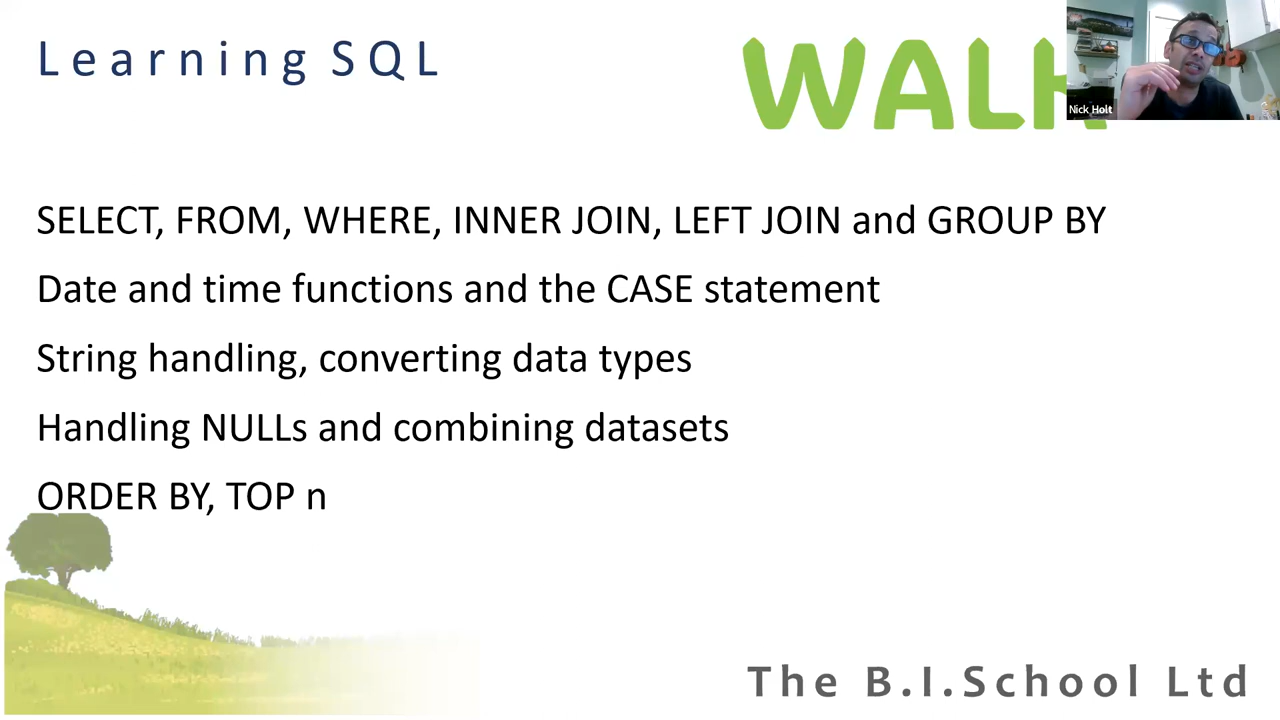 Learning SQL
WALK
Nick Holt
SELECT, FROM, WHERE, INNER JOIN, LEFT JOIN and GROUP BY
Date and time functions and the CASE statement
String handling, converting data types
Handling NULLs and combining datasets
ORDER BY, TOP n
The B.I.School Ltd